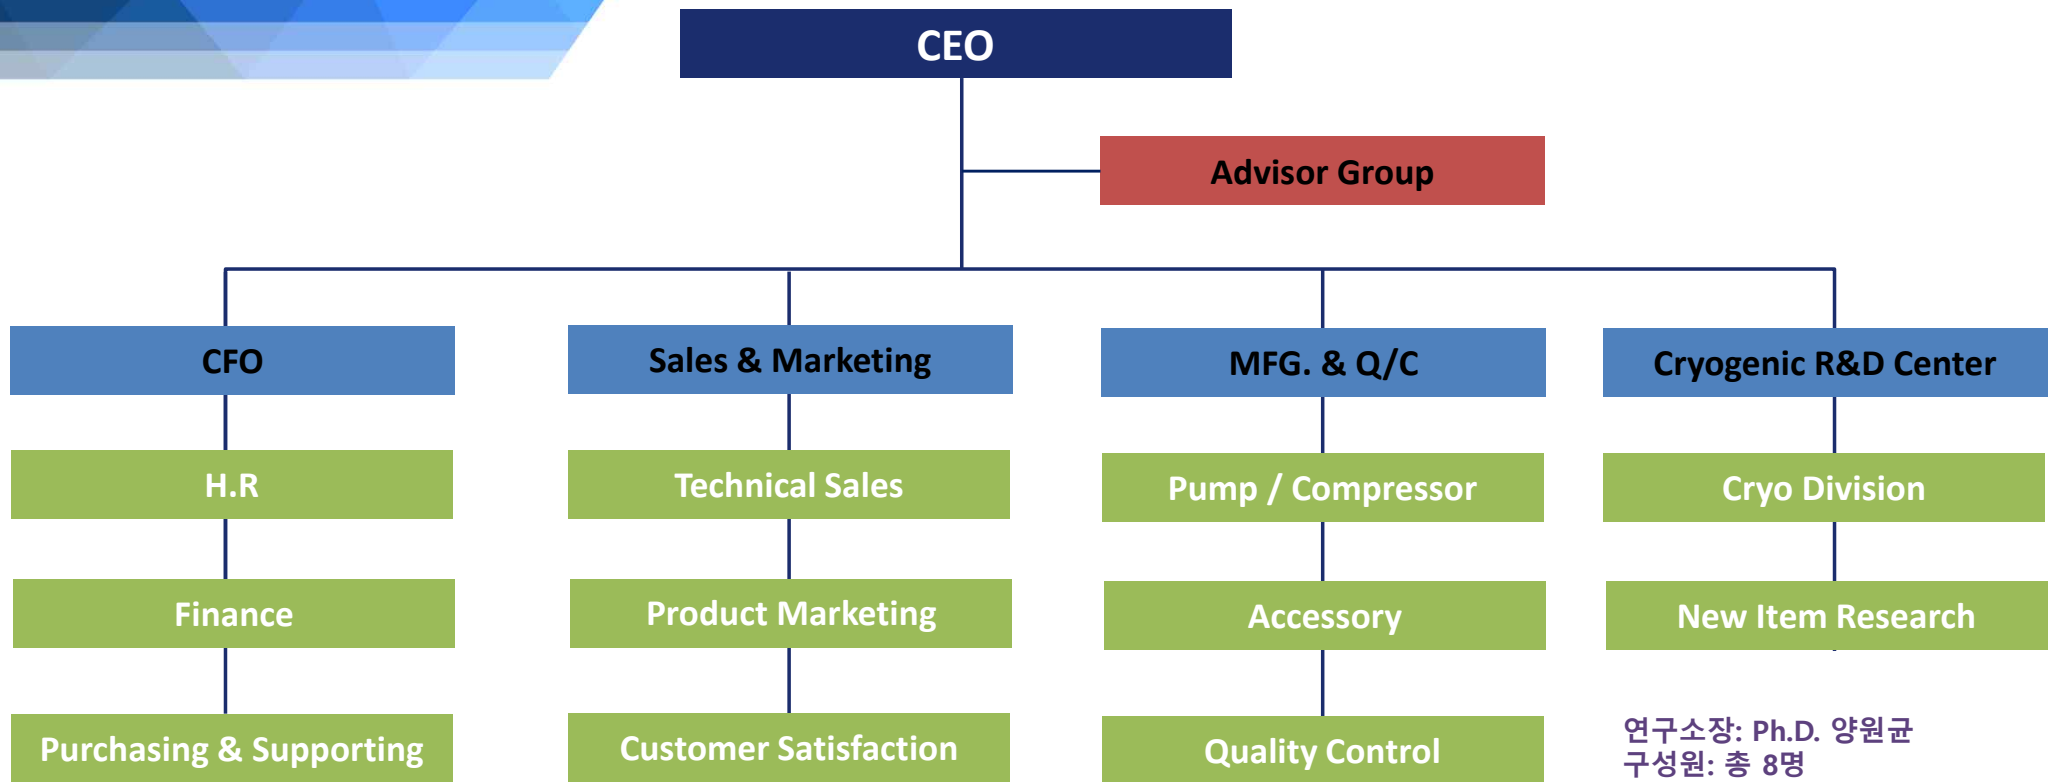 CEO
Advisor Group
CFO
Sales & Marketing
MFG. & Q/C
Cryogenic R&D Center
H.R
Technical Sales
Pump / Compressor
Cryo Division
Finance
Product Marketing
Accessory
New Item Research
Purchasing & Supporting
Customer Satisfaction
Quality Control
연구소장: Ph.D. 양원균
구성원: 총 8명